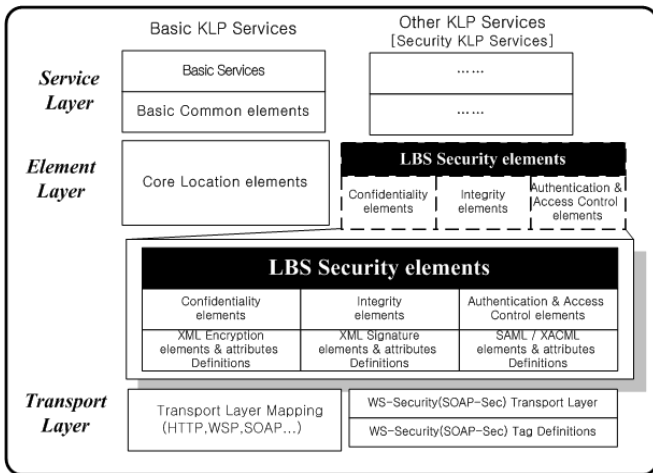 Basic KLP Services
Other KLP Services
[Security KLP Services]
Service
Layer
Basic Services
Basic Common elements
......
......
Element
Layer
Core Location elements
LBS Security elements
Confidentiality
elements
Integrity
elements
Authentication &
Access Control
elements
LBS Security elements
Confidentiality
elements
Integrity
elements
Authentication & Access
Control elements
XML Encryption
elements & attributes
Definitions
XML Signature
elements & attributes
Definitions
SAML / XACML
elements & attributes
Definitions
Transport
Layer
Transport Layer Mapping
(HTTP,WSP,SOAP...)
WS-Security(SOAP-Sec) Transport Layer
WS-Security(SOAP-Sec) Tag Definitions